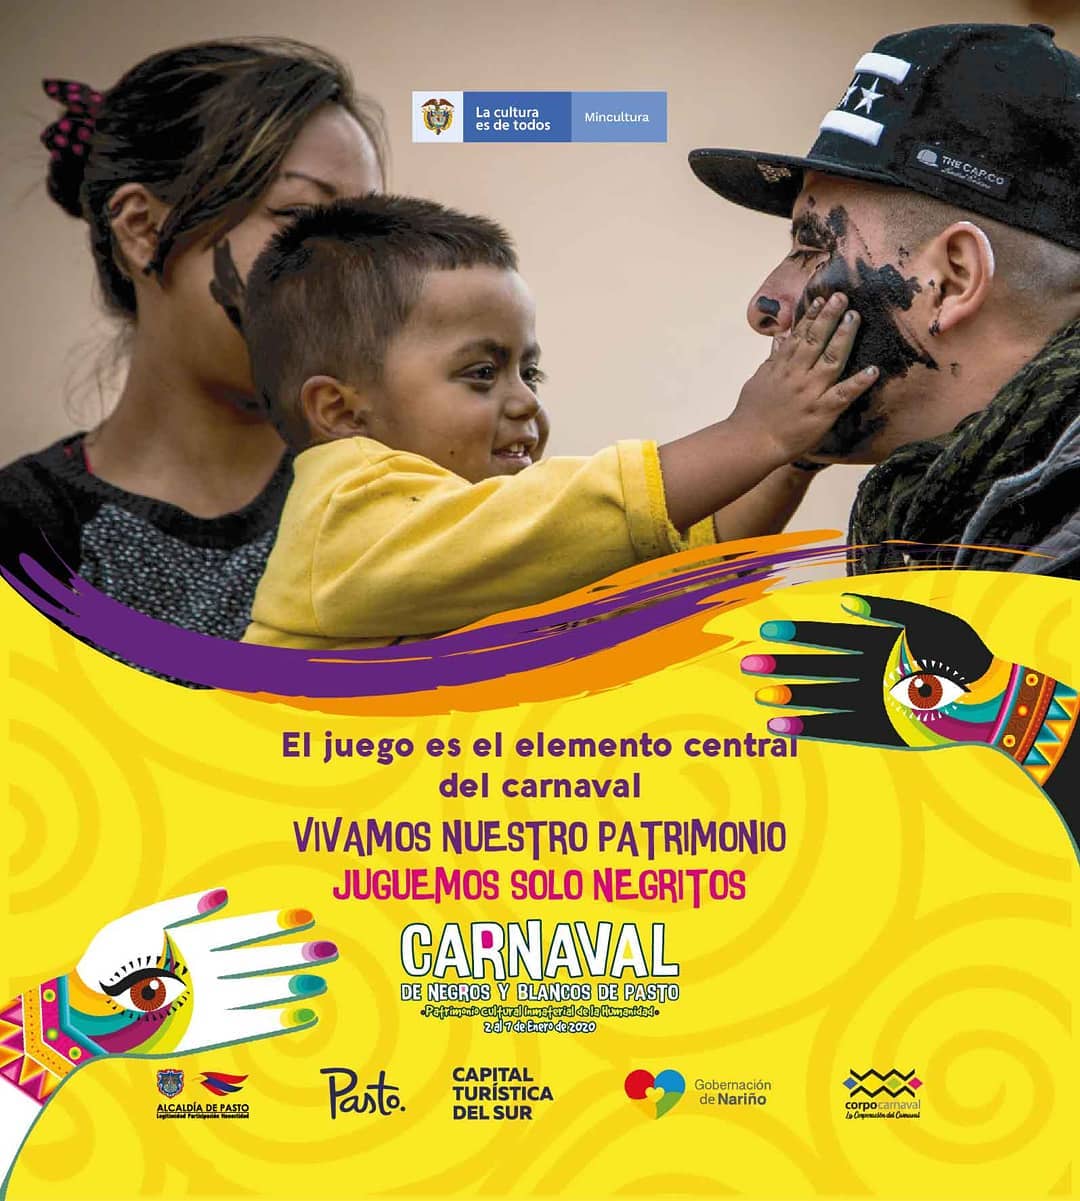 La cultura
es de todos
Mincultura
THE CAP.CO
El juego es el elemento central
del carnaval
VIVAMOS NUESTRO PATRIMONIO
JUGUEMOS SOLO NEGRITOS
CARNAVAL
DE NEGROS Y BLANCOS DE PASTO
•Patrimonio Cultural Inmaterial de la Humanidad•
2 al 7 de Enero de 2020
ALCALDÍA DE PASTO
Legitimidad Participación Honestidad
Pasto.
CAPITAL
TURÍSTICA
DEL SUR
Gobernación
de Nariño
corpocarnaval
La Corporación del Carnaval